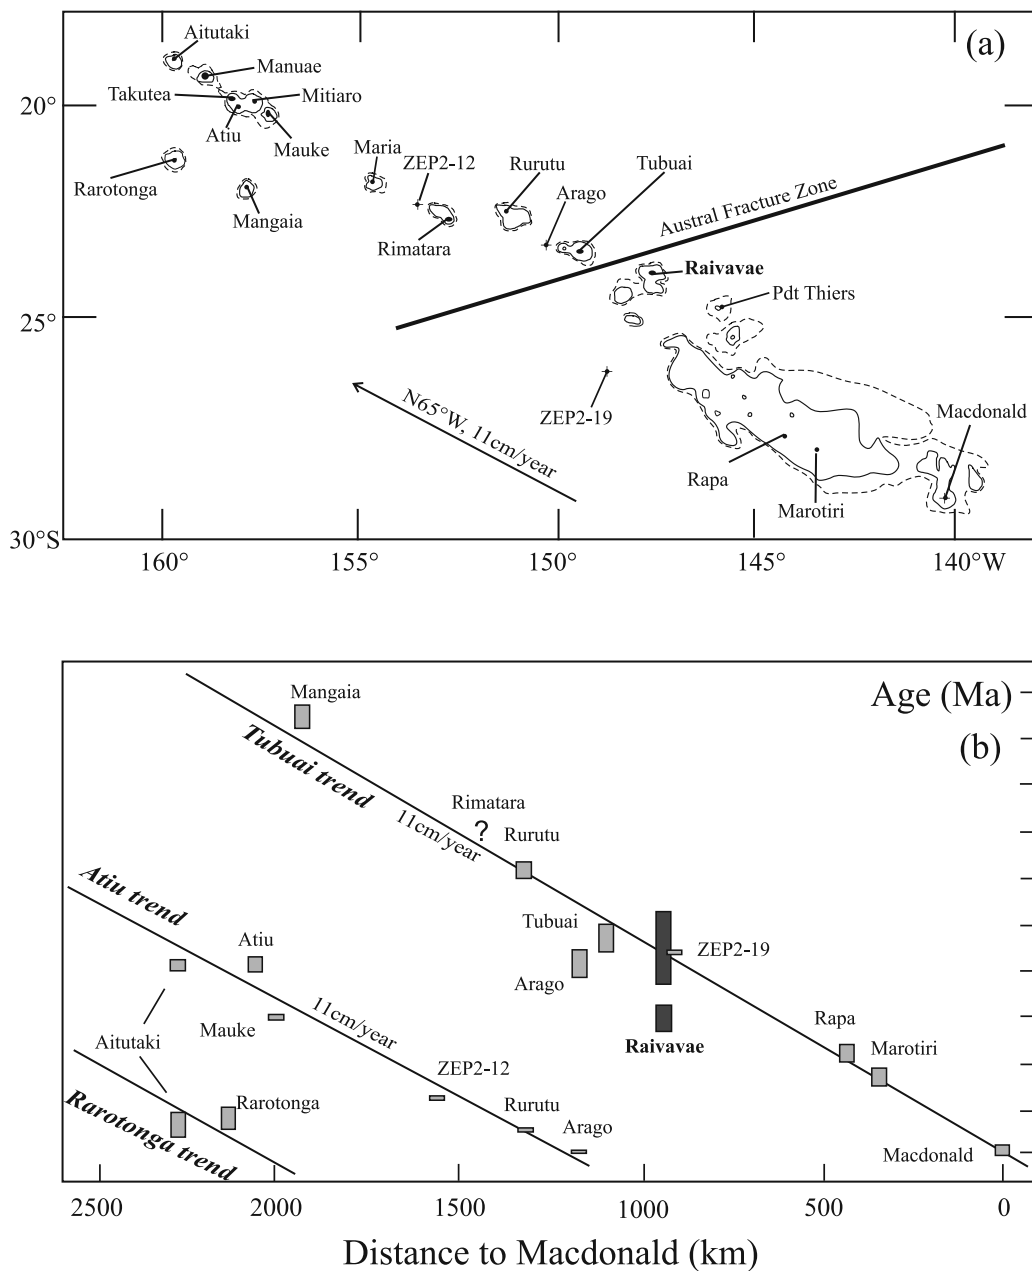 Aitutaki
(a)
Manuae
Takutea
Mitiaro
20°
Atiu
Mauke
Maria
ZEP2-12
Rurutu
Tubuai
Rarotonga
Arago
Austral Fracture Zone
Mangaia
Rimatara
Raivavae
Pdt Thiers
25°
N65°W, 11cm/year
ZEP2-19
Macdonald
Rapa
Marotiri
30°S
160°
155°
150°
145°
140°W
Age (Ma)
Mangaia
(b)
Tubuai trend
Rimatara
?
11cm/year
Rurutu
Atiu trend
Tubuai
Atiu
ZEP2-19
Arago
11cm/year
Mauke
Rapa
Aitutaki
Raivavae
Marotiri
ZEP2-12
Rarotonga
Rurutu
Rarotonga trend
Arago
Macdonald
2500
2000
1500
1000
500
0
Distance to Macdonald (km)